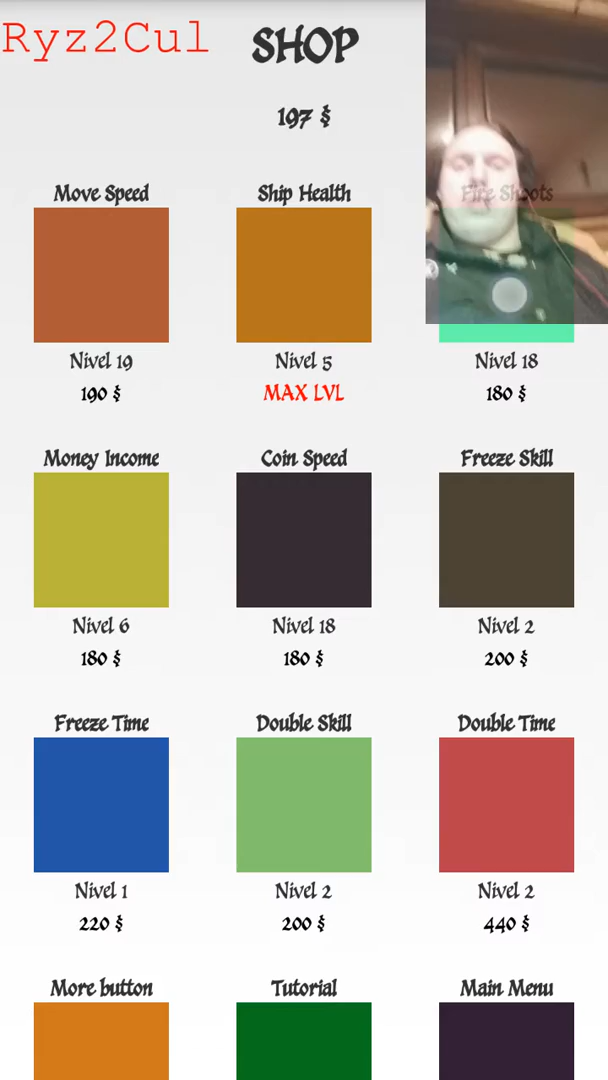 Ryz2Cul
SHOP
197 $
Move Speed
Ship Health
Fire Shoots
Nivel 19
Nivel 5
Nivel 18
190 $
MAX LVL
180 $
Money Income
Coin Speed
Freeze Skill
Nivel 6
Nivel 18
Nivel 2
180 $
180 $
200 $
Freeze Time
Double Skill
Double Time
Nivel 1
Nivel 2
Nivel 2
220 $
200 $
440 $
More button
Tutorial
Main Menu